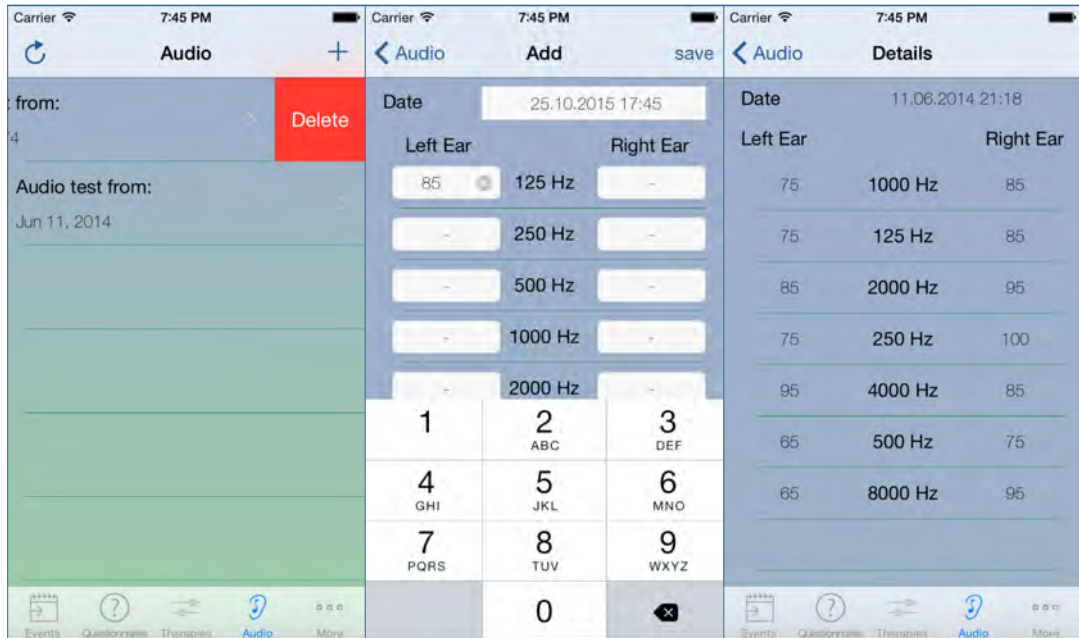 Carrier 7:45 PM
Audio +
from:
4
Delete
Audio test from:
Jun 11, 2014
Events Questionnaires Therapies Audio More
Carrier 7:45 PM
Audio Add save
Date 25.10.2015 17:45
Left Ear Right Ear
85 125 Hz -
- 250 Hz -
- 500 Hz -
- 1000 Hz -
- 2000 Hz -
1 2 3
ABC DEF
4 5 6
GHI JKL MNO
7 8 9
PQRS TUV WXYZ
0
Carrier 7:45 PM
Audio Details
Date 11.06.2014 21:18
Left Ear Right Ear
75 1000 Hz 85
75 125 Hz 85
85 2000 Hz 95
75 250 Hz 100
95 4000 Hz 85
65 500 Hz 75
65 8000 Hz 95
Events Questionnaires Therapies Audio More